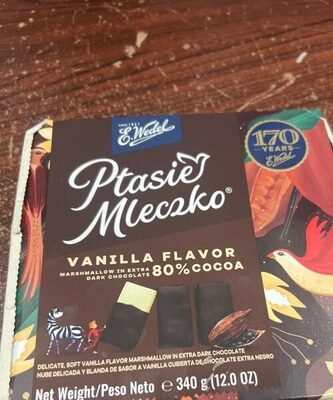 SINCE 1851
E. Wedel
170
YEARS
E. Wedel
Ptasie
Mleczko®
VANILLA FLAVOR
MARSHMALLOW IN EXTRA
DARK CHOCOLATE 80% COCOA
DELICATE, SOFT VANILLA FLAVOR MARSHMALLOW IN EXTRA DARK CHOCOLATE
NUBE DELICADA Y BLANDA DE SABOR A VAINILLA CUBIERTA DE CHOCOLATE EXTRA NEGRO
Net Weight/Peso Neto ℮ 340 g (12.0 OZ)